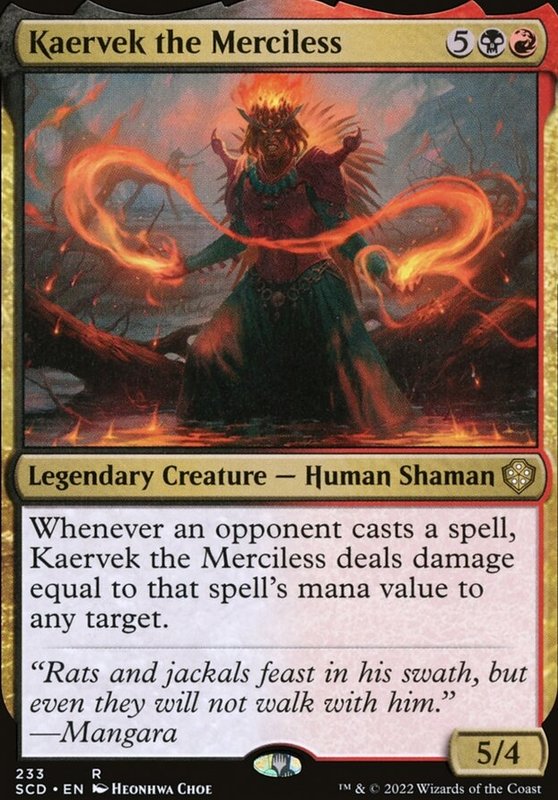 Kaervek the Merciless 5
Legendary Creature — Human Shaman
Whenever an opponent casts a spell,
Kaervek the Merciless deals damage
equal to that spell's mana value to
any target.
“Rats and jackals feast in his swath, but
even they will not walk with him.”
—Mangara
5/4
233 R
SCD • EN Heonhwa Choe
™ & © 2022 Wizards of the Coast